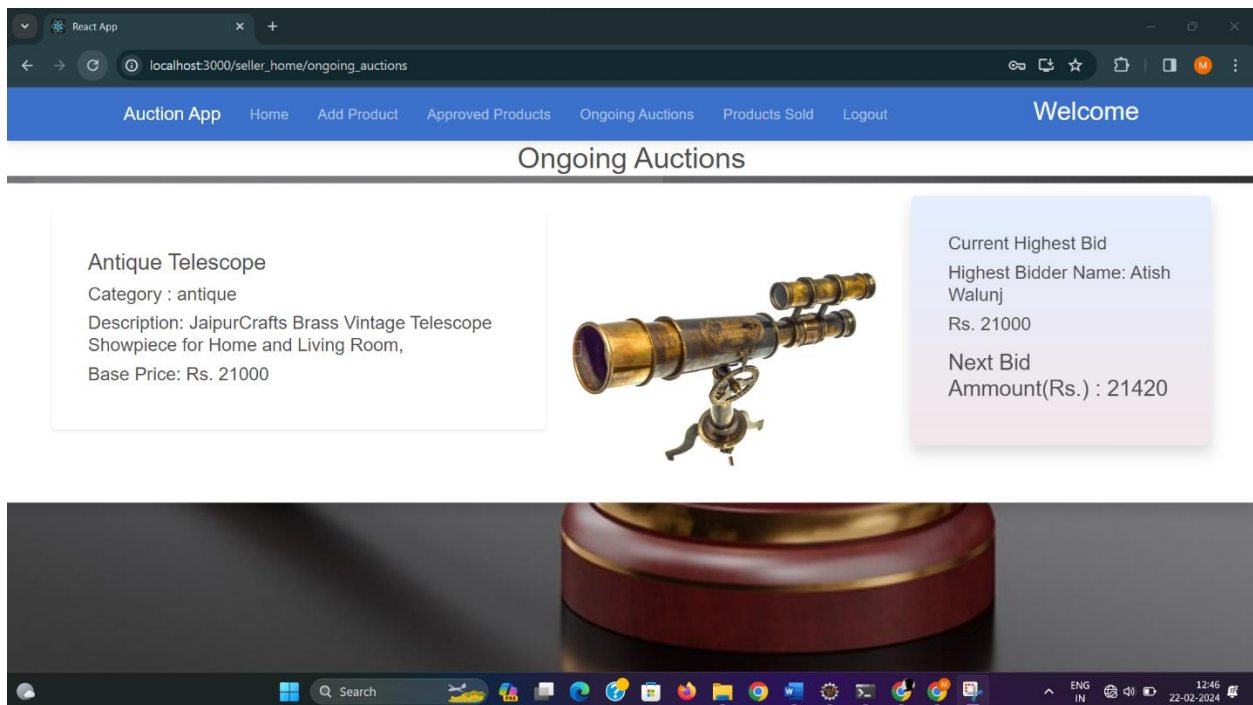 React App
localhost:3000/seller_home/ongoing_auctions
M
Auction App Home Add Product Approved Products Ongoing Auctions Products Sold Logout Welcome
Ongoing Auctions
Antique Telescope
Category : antique
Description: JaipurCrafts Brass Vintage Telescope
Showpiece for Home and Living Room,
Base Price: Rs. 21000
Current Highest Bid
Highest Bidder Name: Atish
Walunj
Rs. 21000
Next Bid
Ammount(Rs.) : 21420
Search
ENG
IN
12:46
22-02-2024